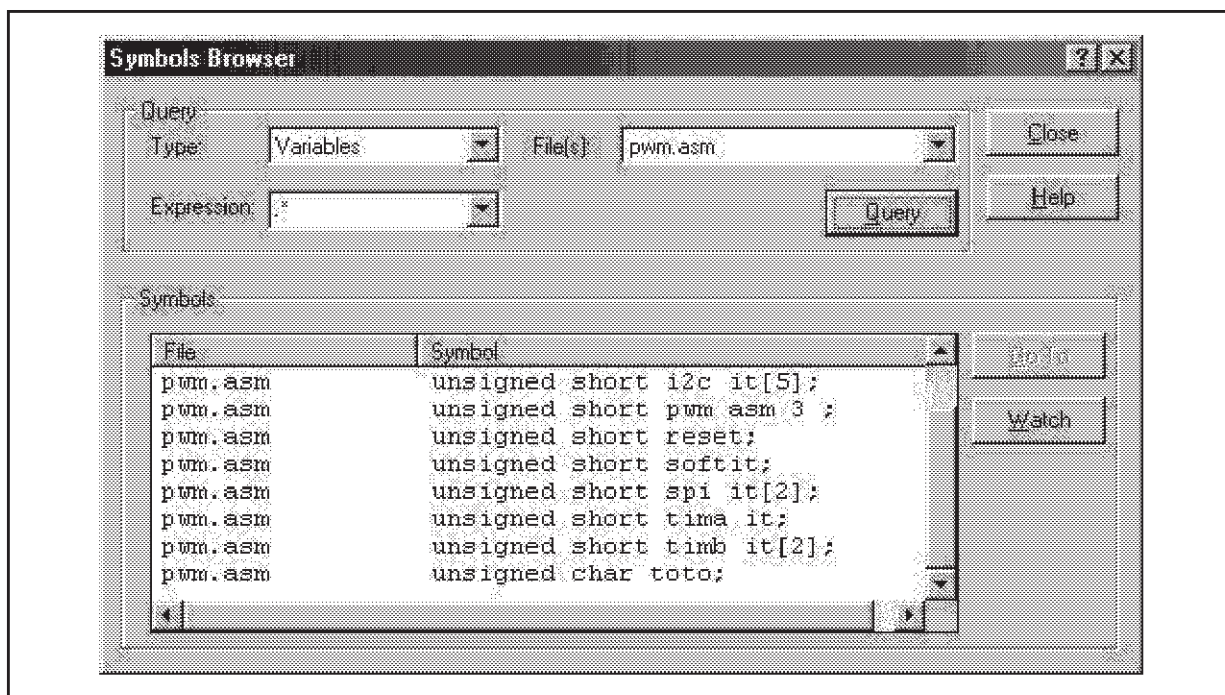 Symbols Browser
Query
Type: Variables File(s): pwm.asm Close
Expression: .* Query Help
Symbols
File Symbol
pwm.asm unsigned short i2c it[5];
pwm.asm unsigned short pwm asm 3 ;
pwm.asm unsigned short reset;
pwm.asm unsigned short softit;
pwm.asm unsigned short spi it[2];
pwm.asm unsigned short tima it;
pwm.asm unsigned short timb it[2];
pwm.asm unsigned char toto;
Watch